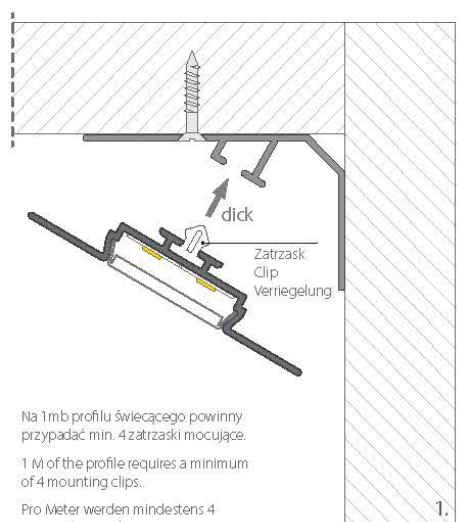 dick
Zatrzask
Clip
Verriegelung
Na 1mb profilu świecącego powinny
przypadać min. 4 zatrzaski mocujące.
1 M of the profile requires a minimum
of 4 mounting clips.
Pro Meter werden mindestens 4
1.